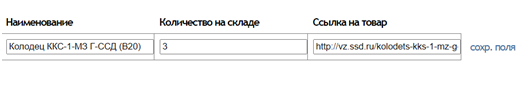 Наименование Количество на складе Ссылка на товар
Колодец ККС-1-МЗ Г-ССД (В20) 3 http://vz.ssd.ru/kolodets-kks-1-mz-g сохр. поля